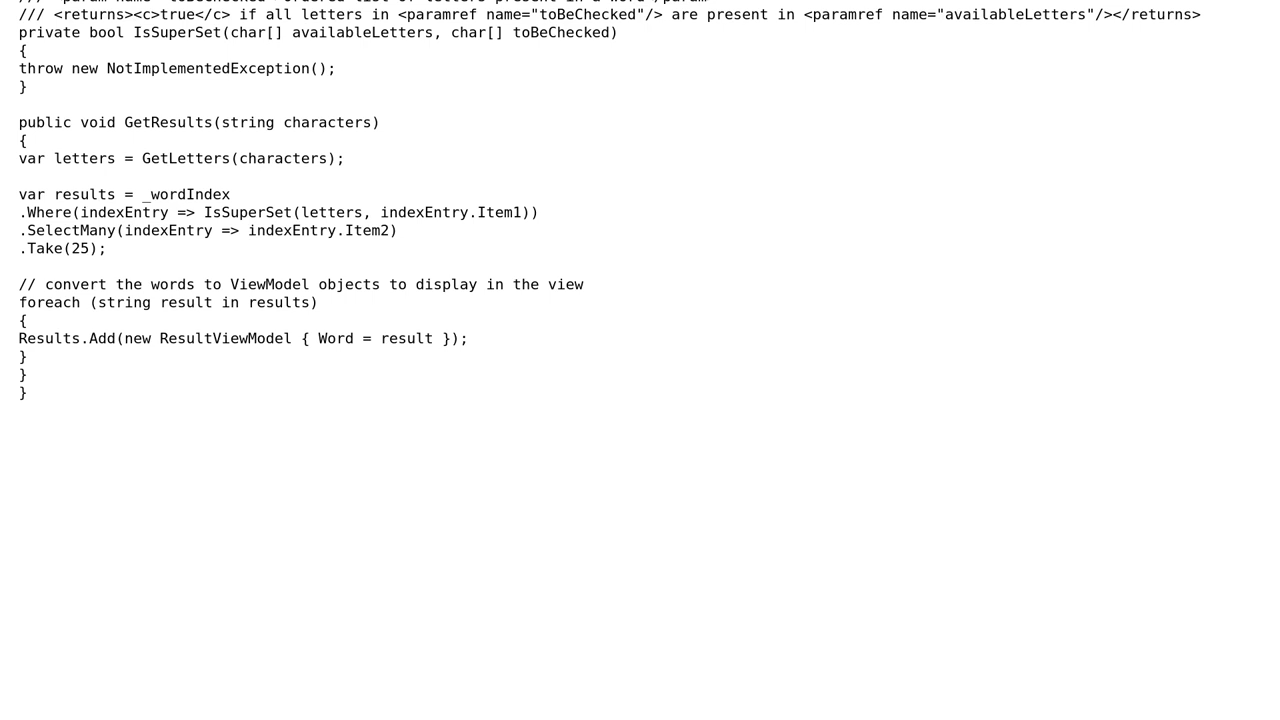 /// <returns><c>true</c> if all letters in <paramref name="toBeChecked"/> are present in <paramref name="availableLetters"/></returns>
private bool IsSuperSet(char[] availableLetters, char[] toBeChecked)
{
throw new NotImplementedException();
}

public void GetResults(string characters)
{
var letters = GetLetters(characters);

var results = _wordIndex
.Where(indexEntry => IsSuperSet(letters, indexEntry.Item1))
.SelectMany(indexEntry => indexEntry.Item2)
.Take(25);

// convert the words to ViewModel objects to display in the view
foreach (string result in results)
{
Results.Add(new ResultViewModel { Word = result });
}
}
}